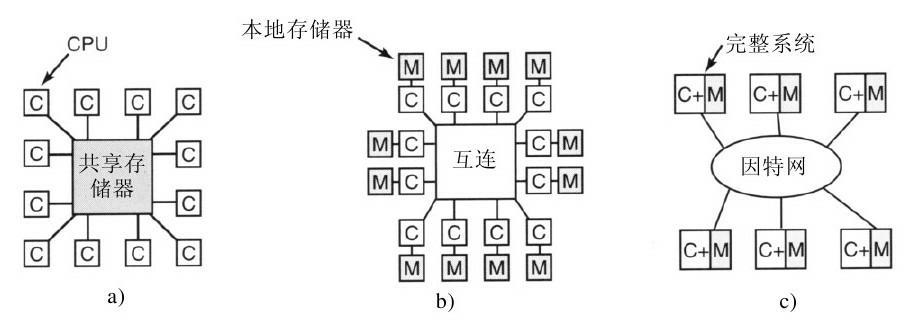 CPU
C C C C
C 共享存 C
储器
C C
C C C C
a)
本地存储器
M M M M
C C C C
M C 互连 C M
M C C M
C C C C
M M M M
b)
完整系统
C+M C+M C+M
因特网
C+M C+M C+M
c)